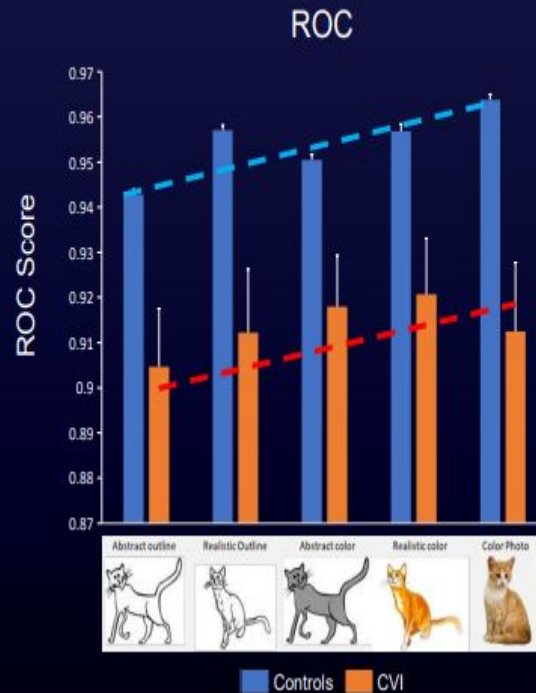 ROC
ROC Score
0.97
0.96
0.95
0.94
0.93
0.92
0.91
0.9
0.89
0.88
0.87
Abstract outline Realistic Outline Abstract color Realistic color Color Photo
Controls CVI